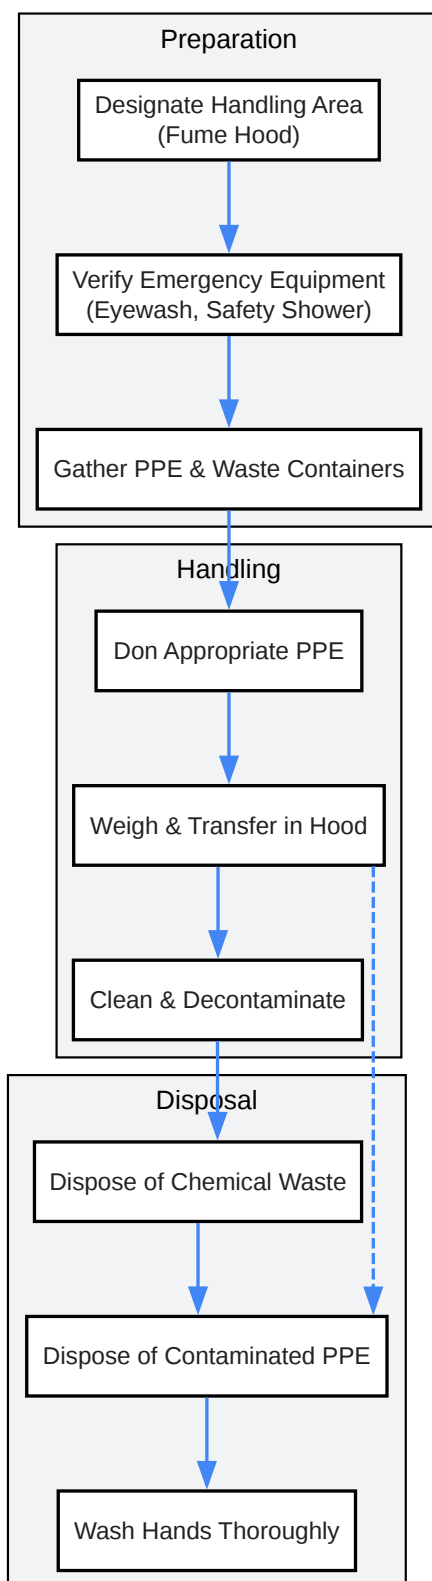 Preparation
Designate Handling Area
(Fume Hood)
Verify Emergency Equipment
(Eyewash, Safety Shower)
Gather PPE & Waste Containers
Handling
Don Appropriate PPE
Weigh & Transfer in Hood
Clean & Decontaminate
Disposal
Dispose of Chemical Waste
Dispose of Contaminated PPE
Wash Hands Thoroughly